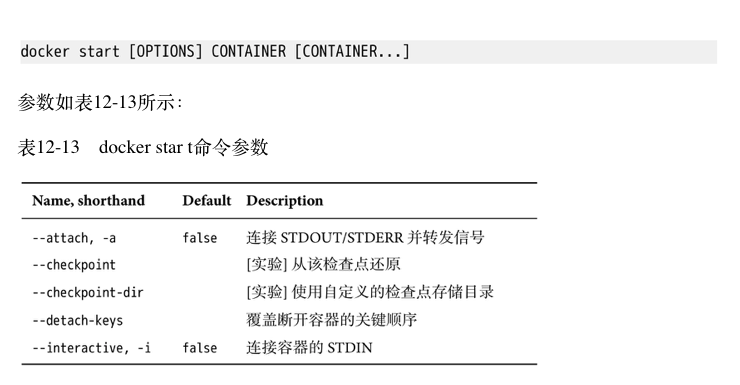 docker start [OPTIONS] CONTAINER [CONTAINER...]
参数如表12-13所示：
表12-13 docker star t命令参数
Name, shorthand Default Description
--attach, -a false 连接 STDOUT/STDERR 并转发信号
--checkpoint [实验] 从该检查点还原
--checkpoint-dir [实验] 使用自定义的检查点存储目录
--detach-keys 覆盖断开容器的关键顺序
--interactive, -i false 连接容器的 STDIN